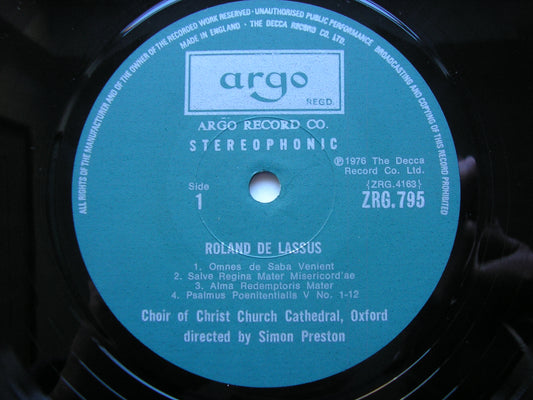 ALL RIGHTS OF THE MANUFACTURER AND OF THE OWNER OF THE RECORDED WORK RESERVED · UNAUTHORISED PUBLIC PERFORMANCE BROADCASTING AND COPYING OF THIS RECORD PROHIBITED
MADE IN ENGLAND · THE DECCA RECORD CO. LTD.
argo
REGD.
ARGO RECORD CO.
STEREOPHONIC
Side
1
℗1976 The Decca
Record Co. Ltd.
(ZRG.4163)
ZRG.795
ROLAND DE LASSUS
1. Omnes de Saba Venient
2. Salve Regina Mater Misericord'ae
3. Alma Redemptoris Mater
4. Psalmus Poenitentialis V No. 1-12
Choir of Christ Church Cathedral, Oxford
directed by Simon Preston